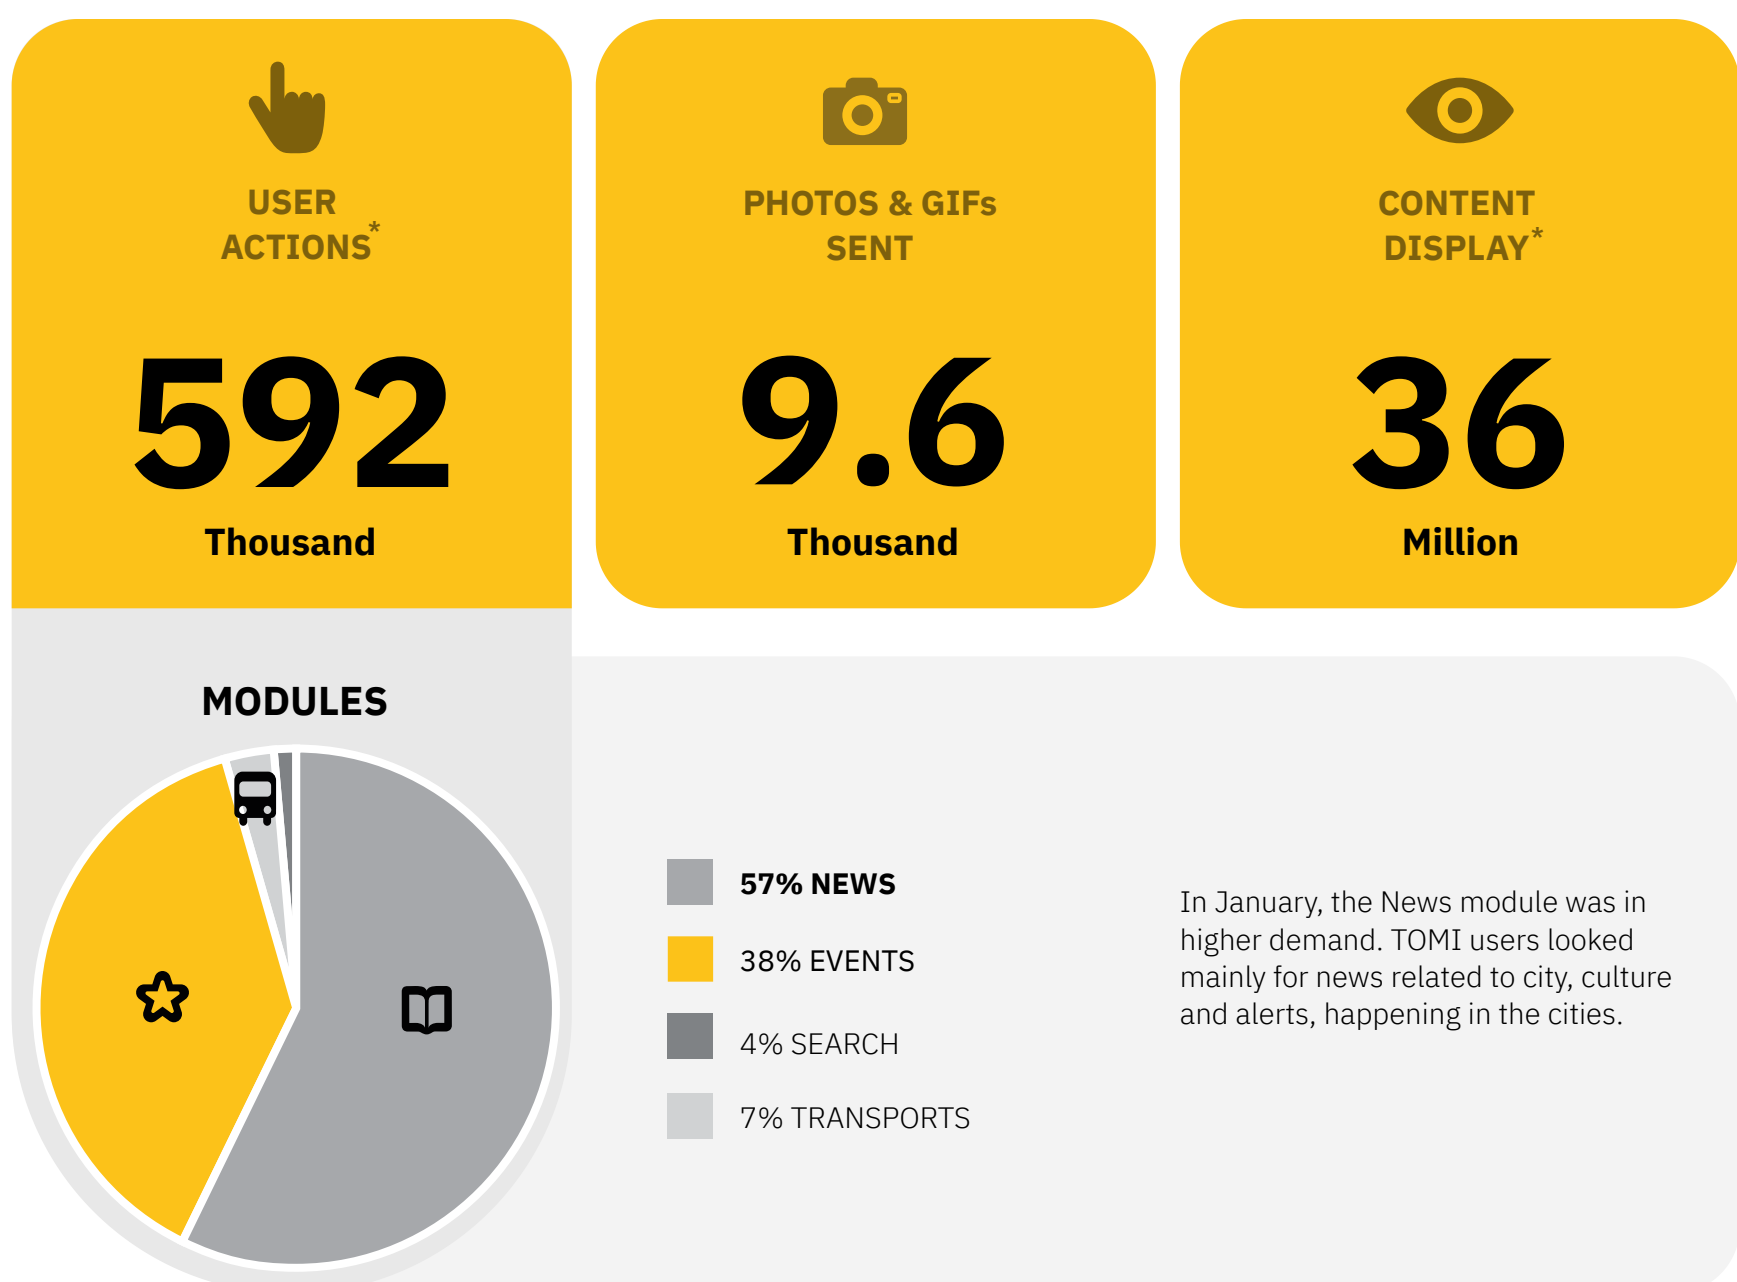 USER
ACTIONS*
592
Thousand
PHOTOS & GIFs
SENT
9.6
Thousand
CONTENT
DISPLAY*
36
Million
MODULES
57% NEWS
38% EVENTS
4% SEARCH
7% TRANSPORTS
In January, the News module was in
higher demand. TOMI users looked
mainly for news related to city, culture
and alerts, happening in the cities.